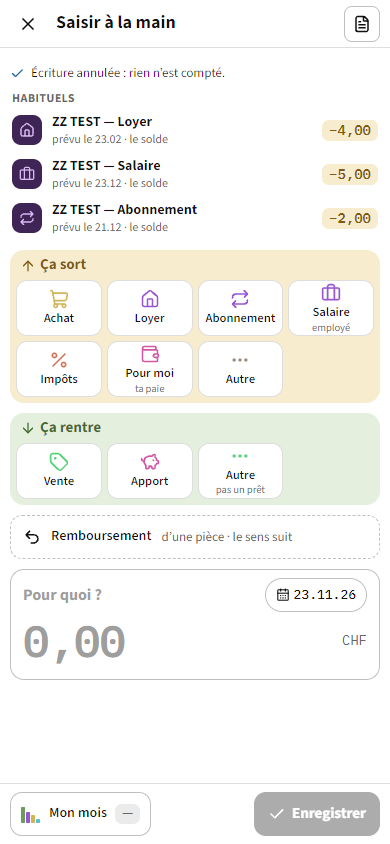 Saisir à la main
Écriture annulée : rien n’est compté.
HABITUELS
ZZ TEST — Loyer
prévu le 23.02 · le solde
−4,00
ZZ TEST — Salaire
prévu le 23.12 · le solde
−5,00
ZZ TEST — Abonnement
prévu le 21.12 · le solde
−2,00
Ça sort
Achat
Loyer
Abonnement
Salaire
employé
Impôts
Pour moi
ta paie
Autre
Ça rentre
Vente
Apport
Autre
pas un prêt
Remboursement d’une pièce · le sens suit
Pour quoi ?
23.11.26
0,00
CHF
Mon mois —
Enregistrer